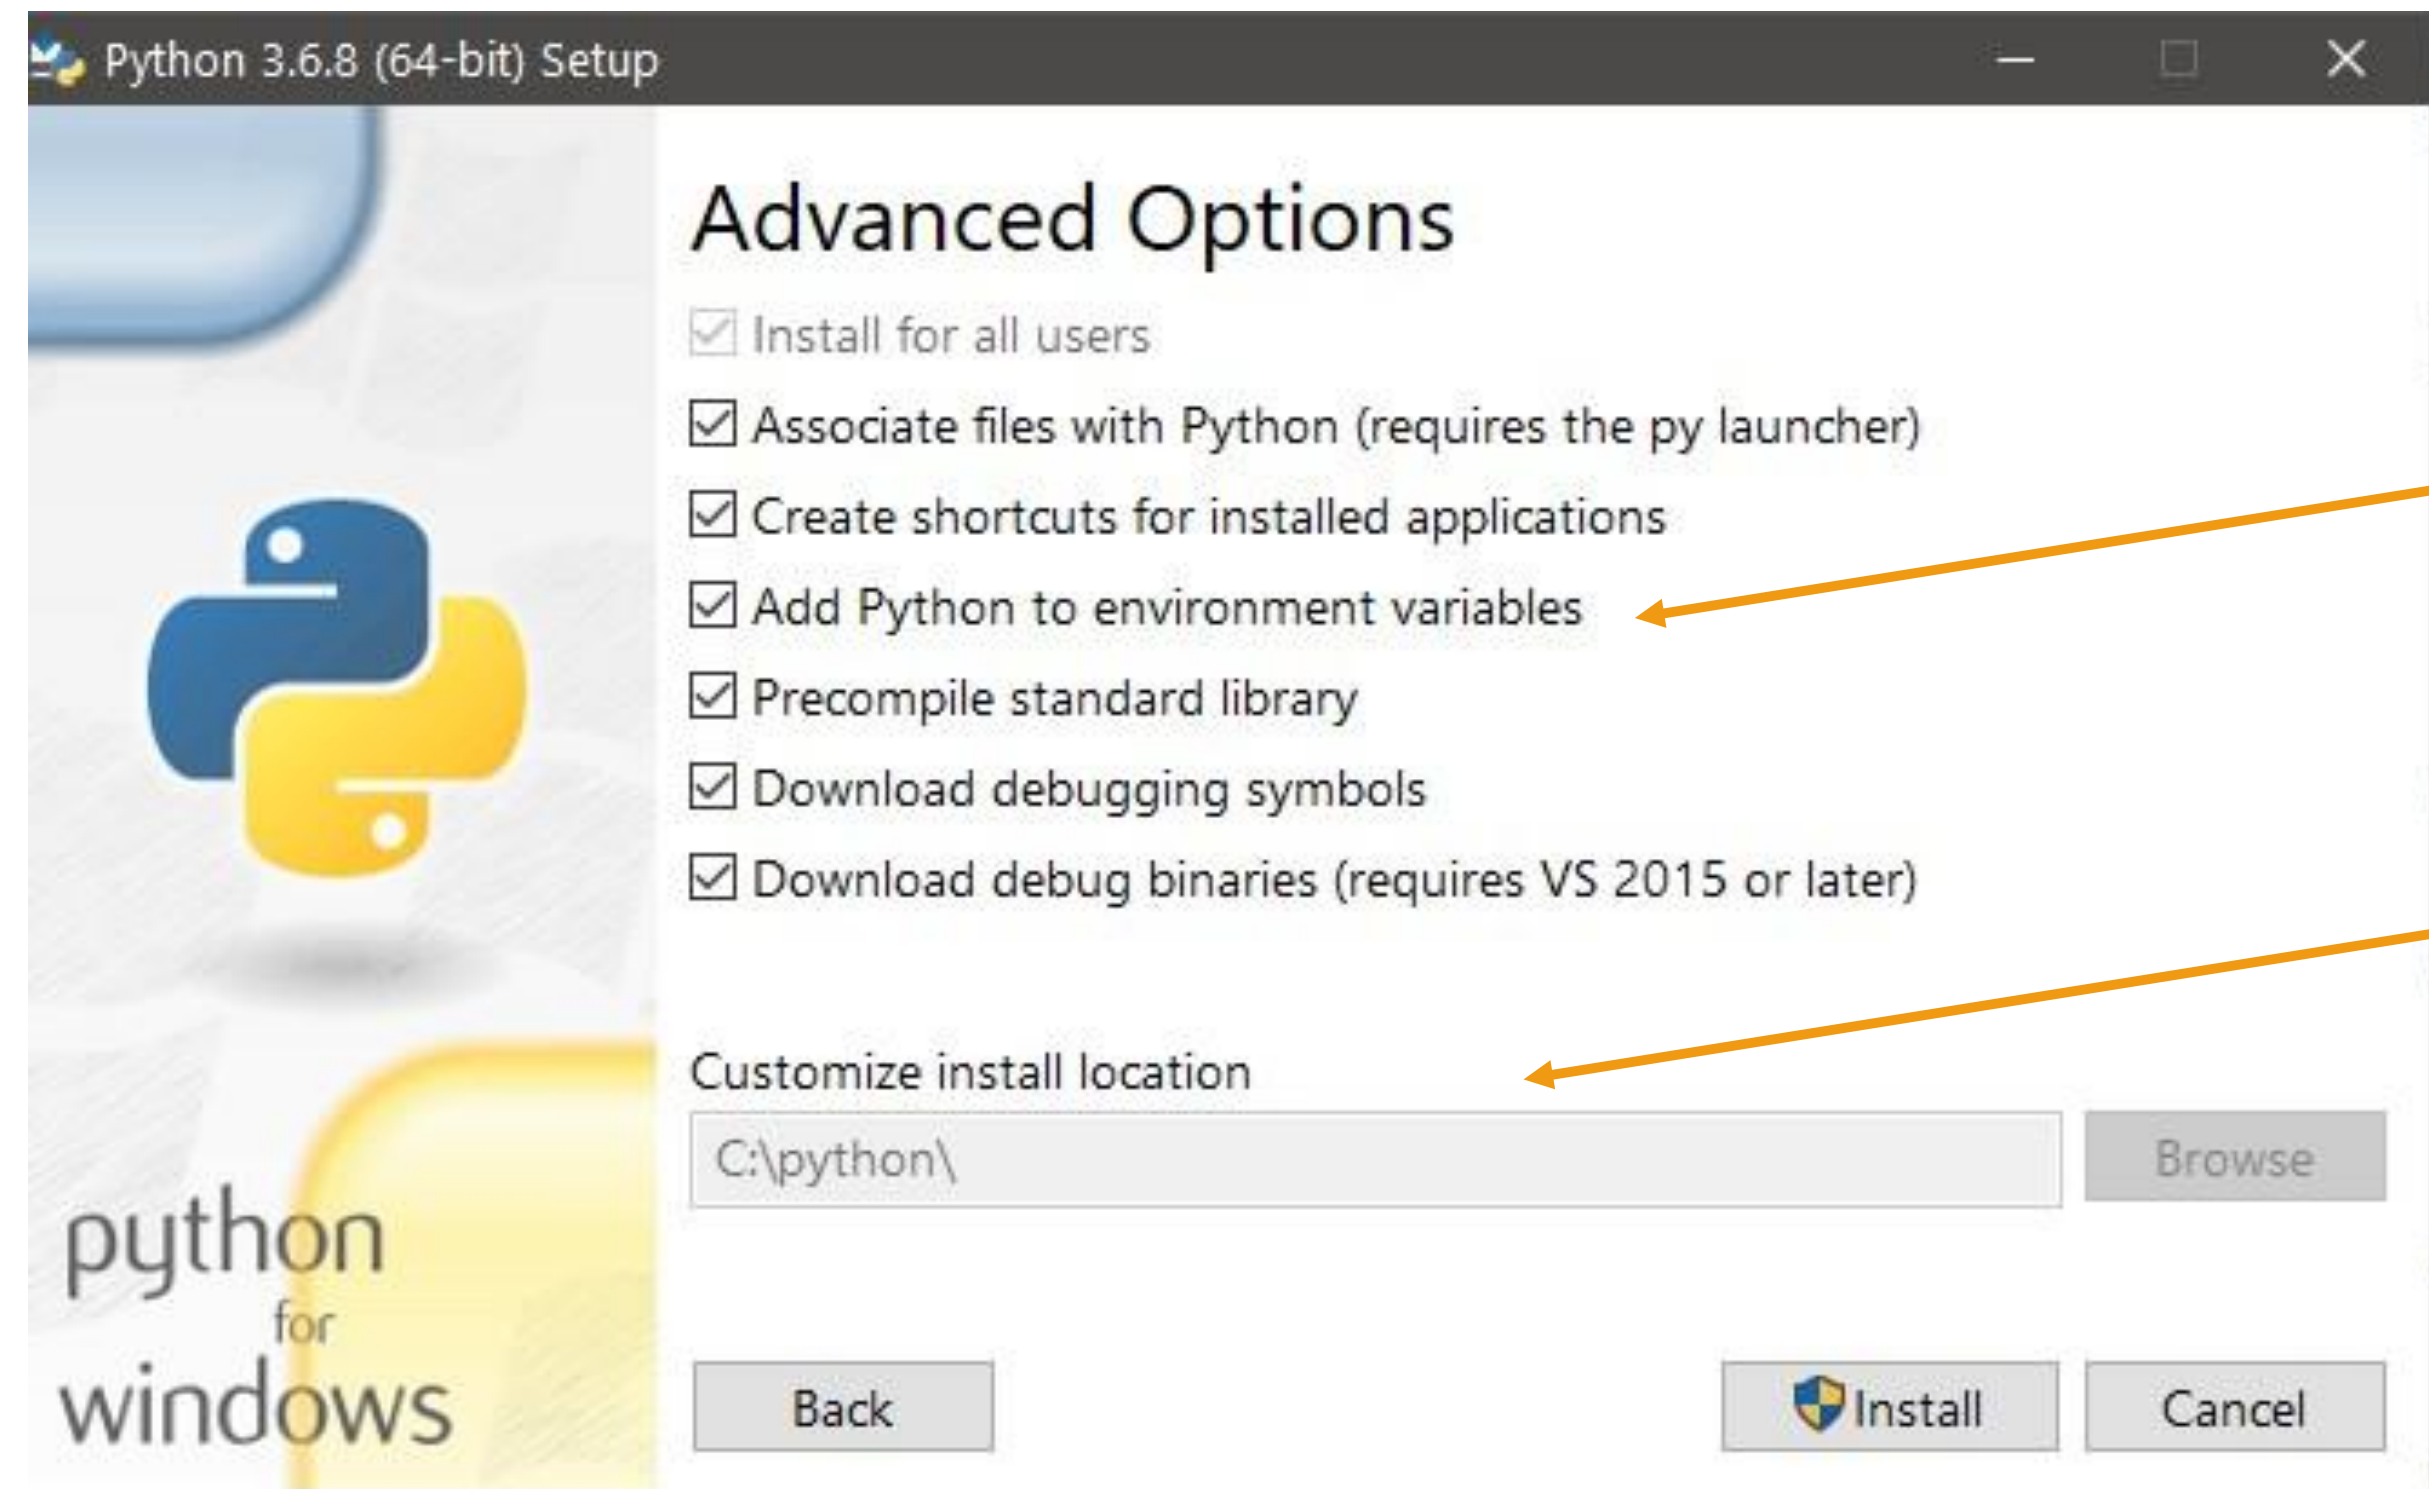 Python 3.6.8 (64-bit) Setup
Advanced Options
Install for all users
Associate files with Python (requires the py launcher)
Create shortcuts for installed applications
Add Python to environment variables
Precompile standard library
Download debugging symbols
Download debug binaries (requires VS 2015 or later)
Customize install location
C:\python\
Browse
python
for
windows
Back
Install
Cancel